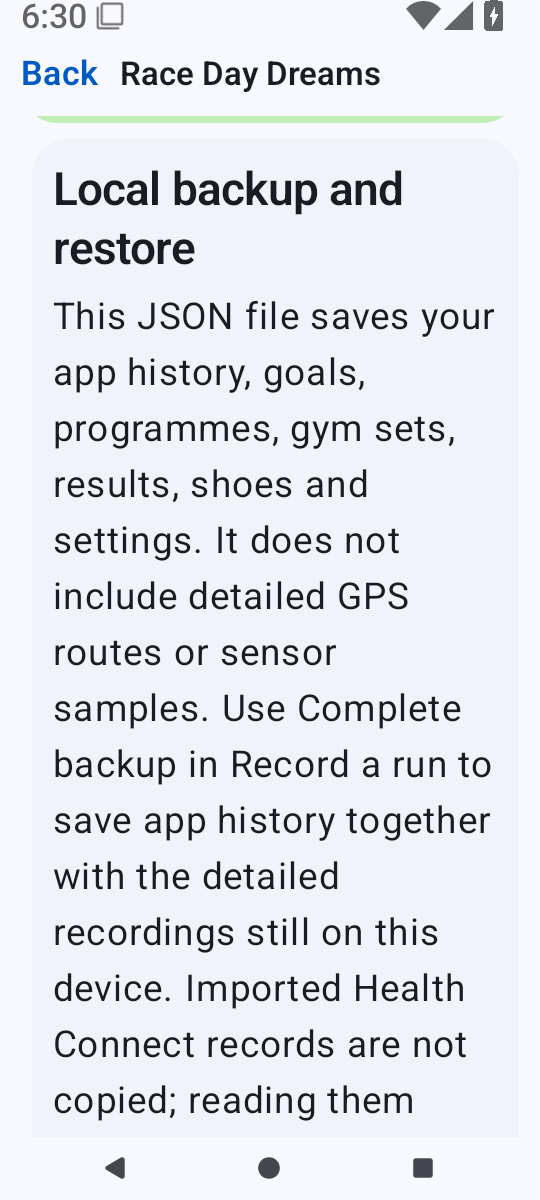 6:30
Back Race Day Dreams
Local backup and
restore
This JSON file saves your
app history, goals,
programmes, gym sets,
results, shoes and
settings. It does not
include detailed GPS
routes or sensor
samples. Use Complete
backup in Record a run to
save app history together
with the detailed
recordings still on this
device. Imported Health
Connect records are not
copied; reading them